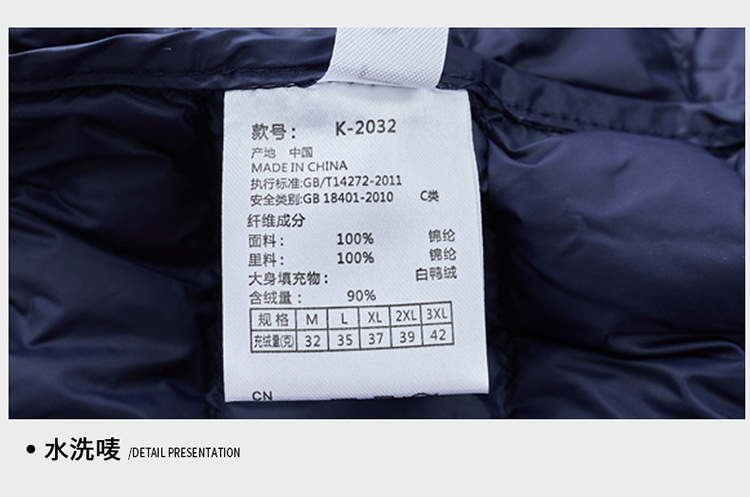 款号： K-2032
产地 中国
MADE IN CHINA
执行标准:GB/T14272-2011
安全类别:GB 18401-2010 C类
纤维成分
面料： 100% 锦纶
里料： 100% 锦纶
大身填充物： 白鸭绒
含绒量： 90%
规格 M L XL 2XL 3XL
充绒量(克) 32 35 37 39 42
CN
• 水洗唛 /DETAIL PRESENTATION